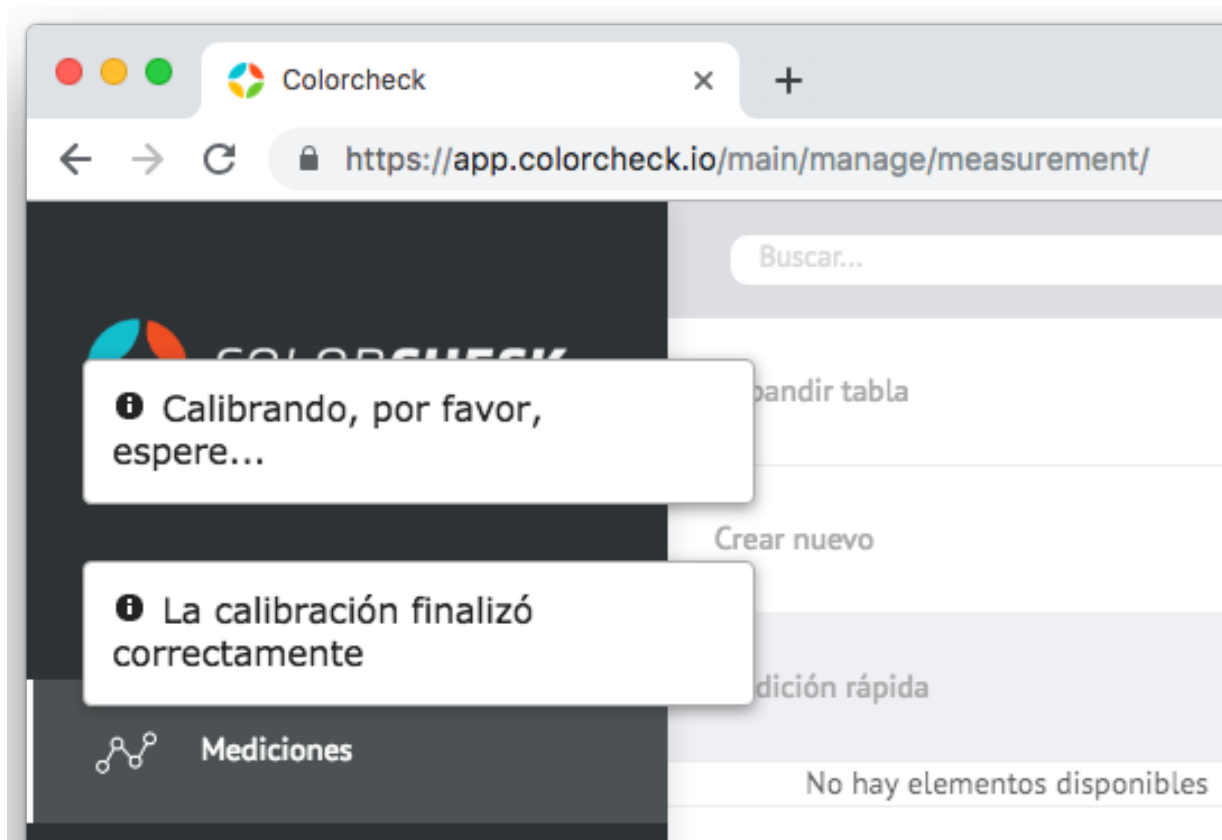 Colorcheck
https://app.colorcheck.io/main/manage/measurement/
Buscar...
COLORCHECK
Calibrando, por favor,
espere...
pandir tabla
Crear nuevo
La calibración finalizó
correctamente
dición rápida
Mediciones
No hay elementos disponibles